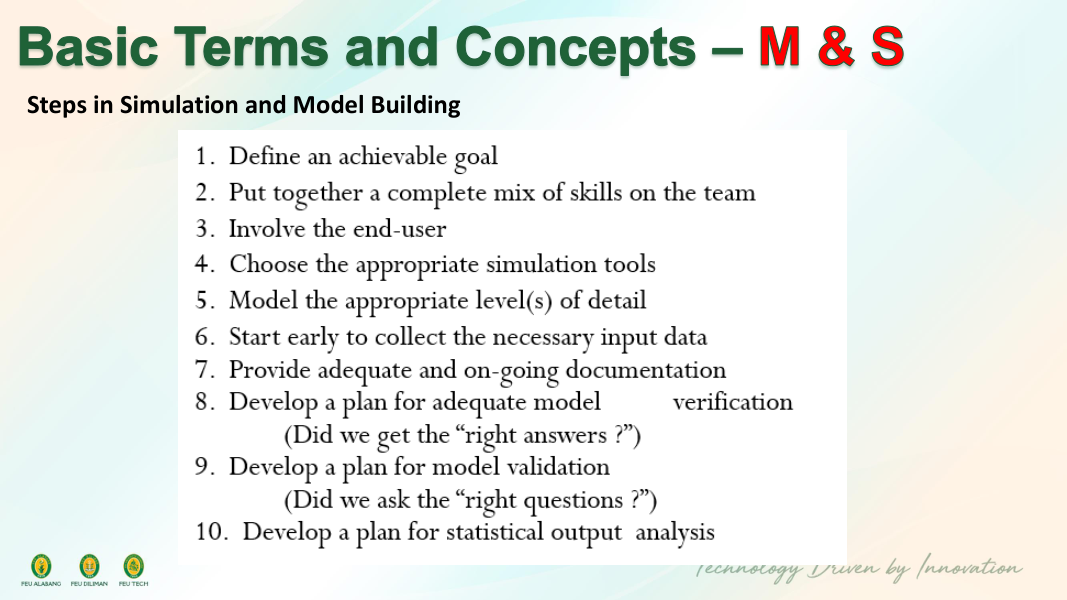 Basic Terms and Concepts – M & S
Steps in Simulation and Model Building
1. Define an achievable goal
2. Put together a complete mix of skills on the team
3. Involve the end-user
4. Choose the appropriate simulation tools
5. Model the appropriate level(s) of detail
6. Start early to collect the necessary input data
7. Provide adequate and on-going documentation
8. Develop a plan for adequate model verification
(Did we get the “right answers ?”)
9. Develop a plan for model validation
(Did we ask the “right questions ?”)
10. Develop a plan for statistical output analysis
FEU ALABANG FEU DILIMAN FEU TECH
Technology Driven by Innovation